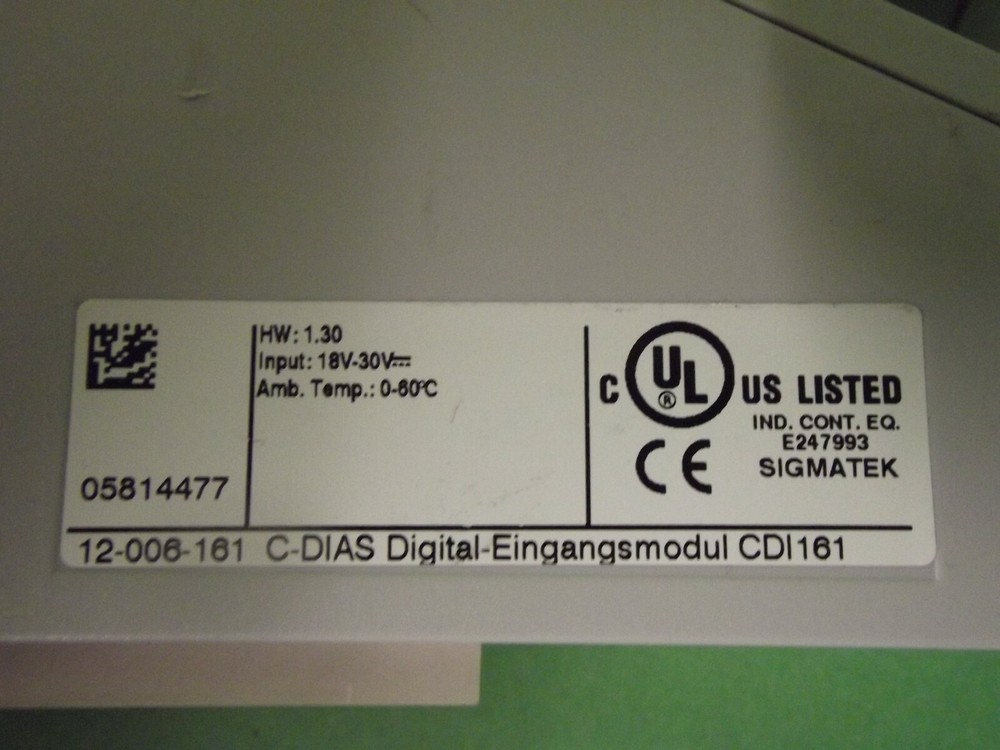 HW: 1.30
Input: 18V-30V⎓
Amb. Temp.: 0-60°C
05814477
C UL® US LISTED
IND. CONT. EQ.
E247993
CE
SIGMATEK
12-006-161 C-DIAS Digital-Eingangsmodul CDI161